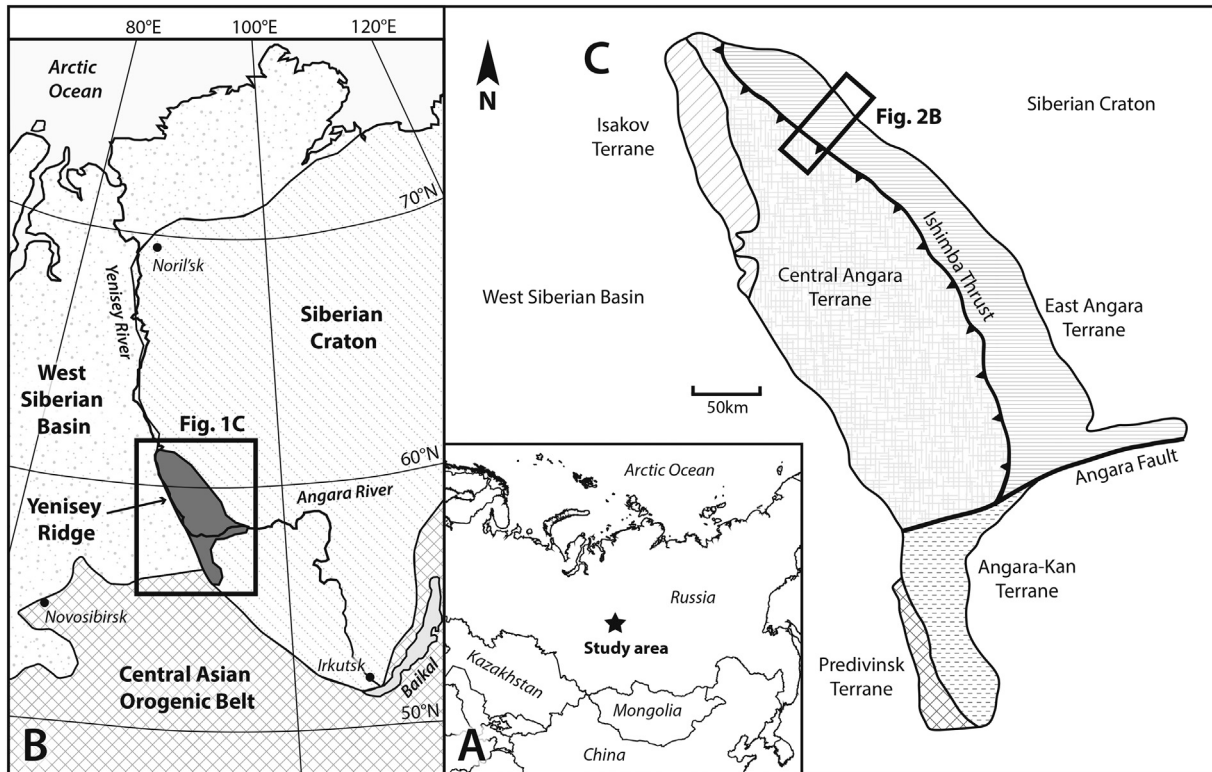 80°E
100°E
120°E
Arctic
Ocean
70°N
Noril'sk
Yenisey River
Siberian
Craton
West
Siberian
Basin
Fig. 1C
60°N
Angara River
Yenisey
Ridge
Novosibirsk
Irkutsk
Baikal
Central Asian
Orogenic Belt
50°N
B
Arctic Ocean
Russia
Study area
Kazakhstan
Mongolia
China
A
C
N
Isakov
Terrane
Fig. 2B
Siberian Craton
West Siberian Basin
Central Angara
Terrane
Ishimba Thrust
East Angara
Terrane
50km
Angara Fault
Angara-Kan
Terrane
Predivinsk
Terrane